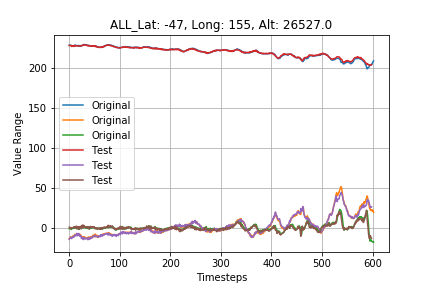 ALL_Lat: -47, Long: 155, Alt: 26527.0
Value Range
200
150
100
50
0
Original
Original
Original
Test
Test
Test
0 100 200 300 400 500 600
Timesteps